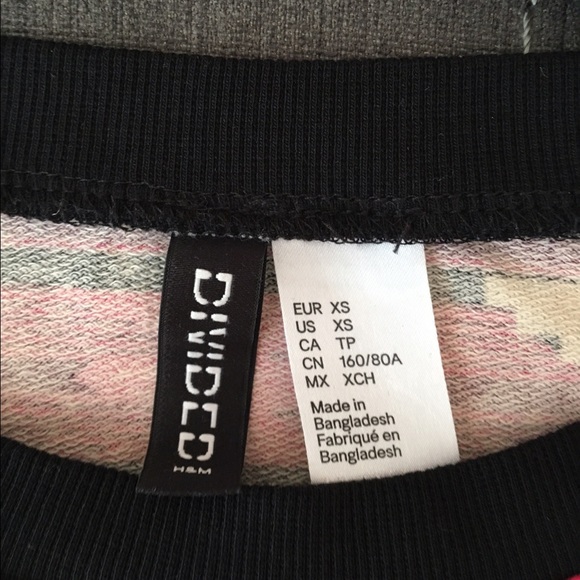 DIVIDED
H&M
EUR XS
US XS
CA TP
CN 160/80A
MX XCH
Made in
Bangladesh
Fabriqué en
Bangladesh